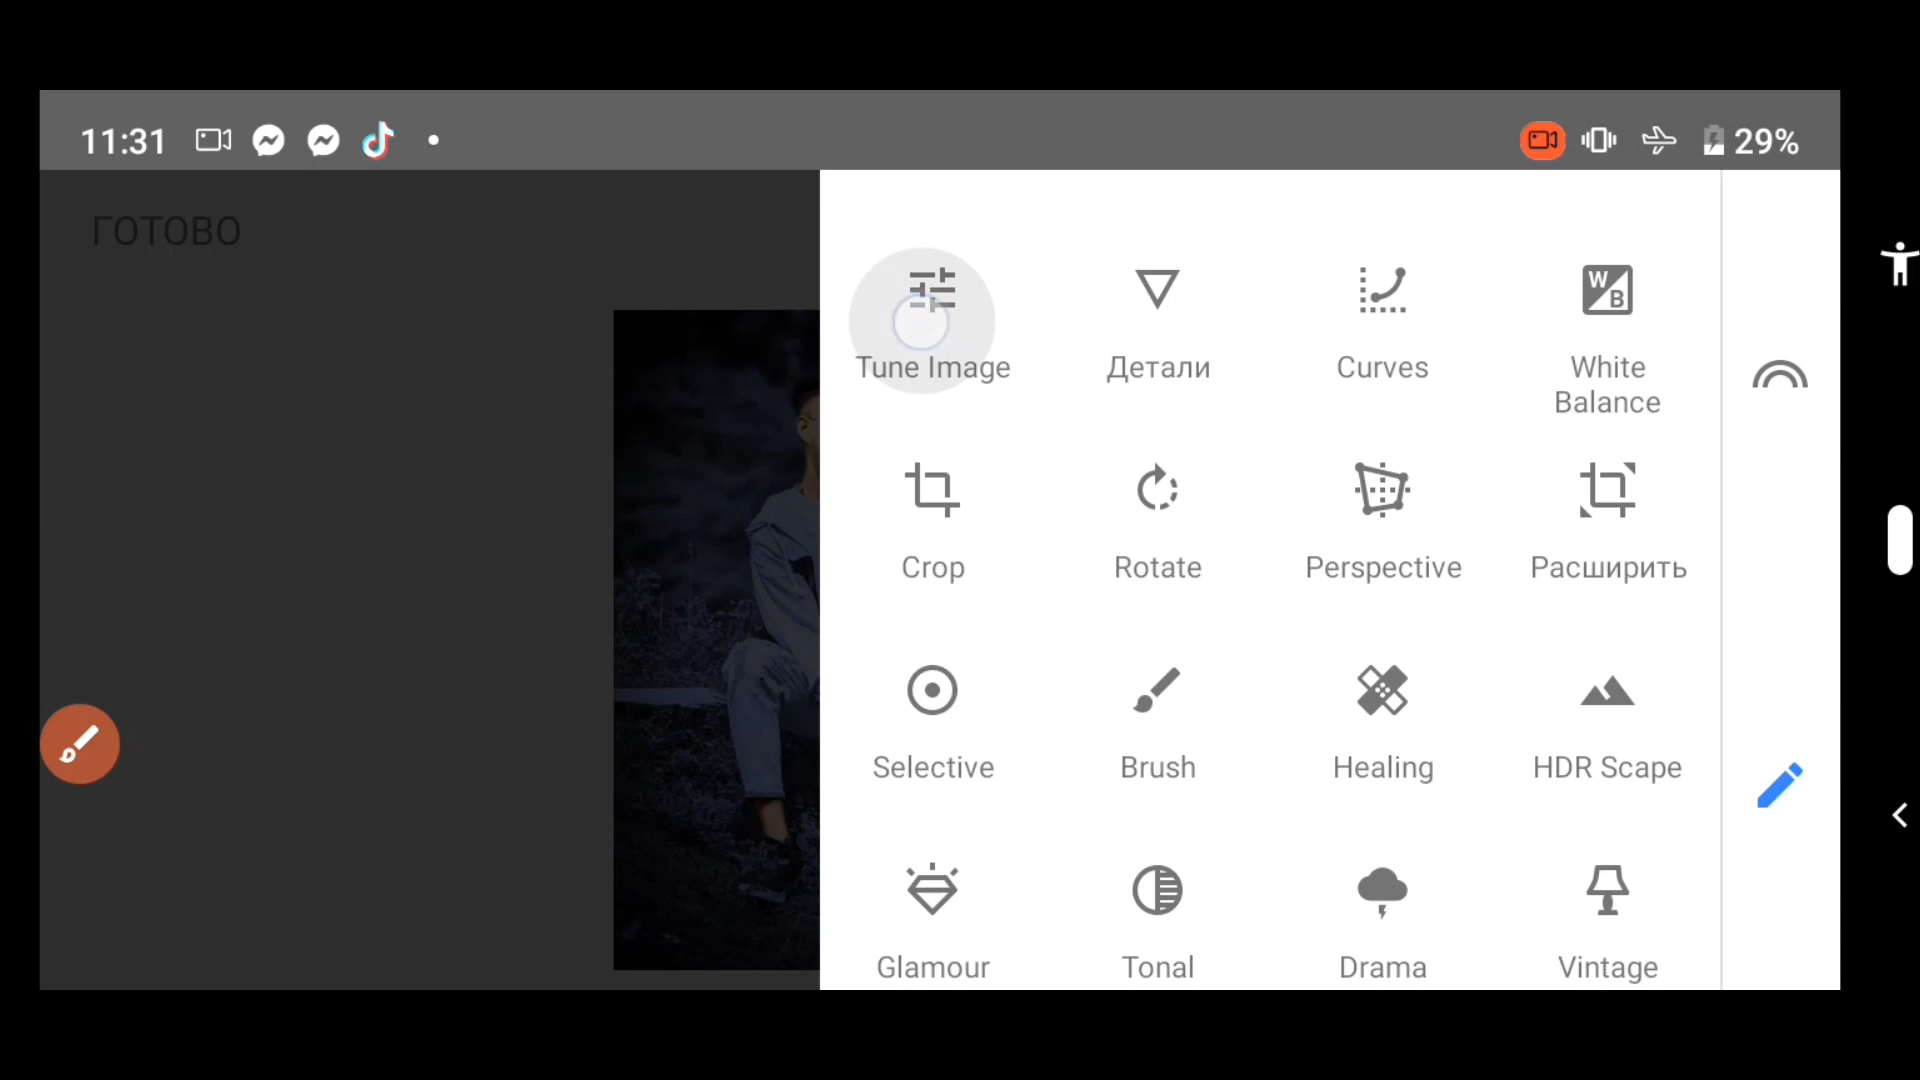 11:31
29%
ГОТОВО
Tune Image
Детали
Curves
W
B
White
Balance
Crop
Rotate
Perspective
Расширить
Selective
Brush
Healing
HDR Scape
Glamour
Tonal
Drama
Vintage